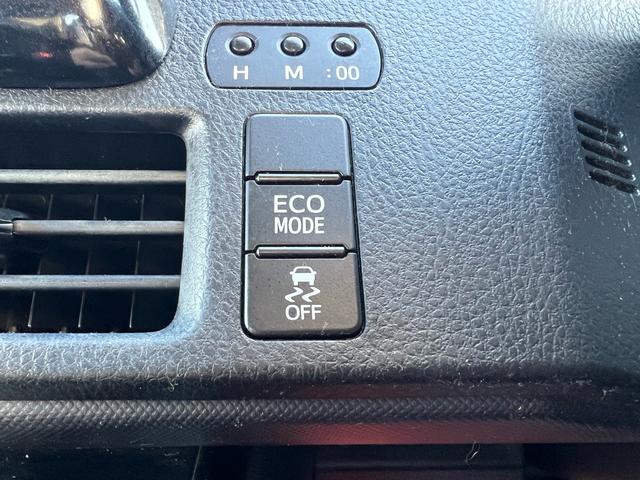 H M :00
ECO
MODE
OFF